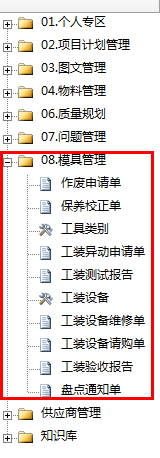 01.个人专区
02.项目计划管理
03.图文管理
04.物料管理
06.质量规划
07.问题管理
08.模具管理
作废申请单
保养校正单
工具类别
工装异动申请单
工装测试报告
工装设备
工装设备维修单
工装设备请购单
工装验收报告
盘点通知单
供应商管理
知识库